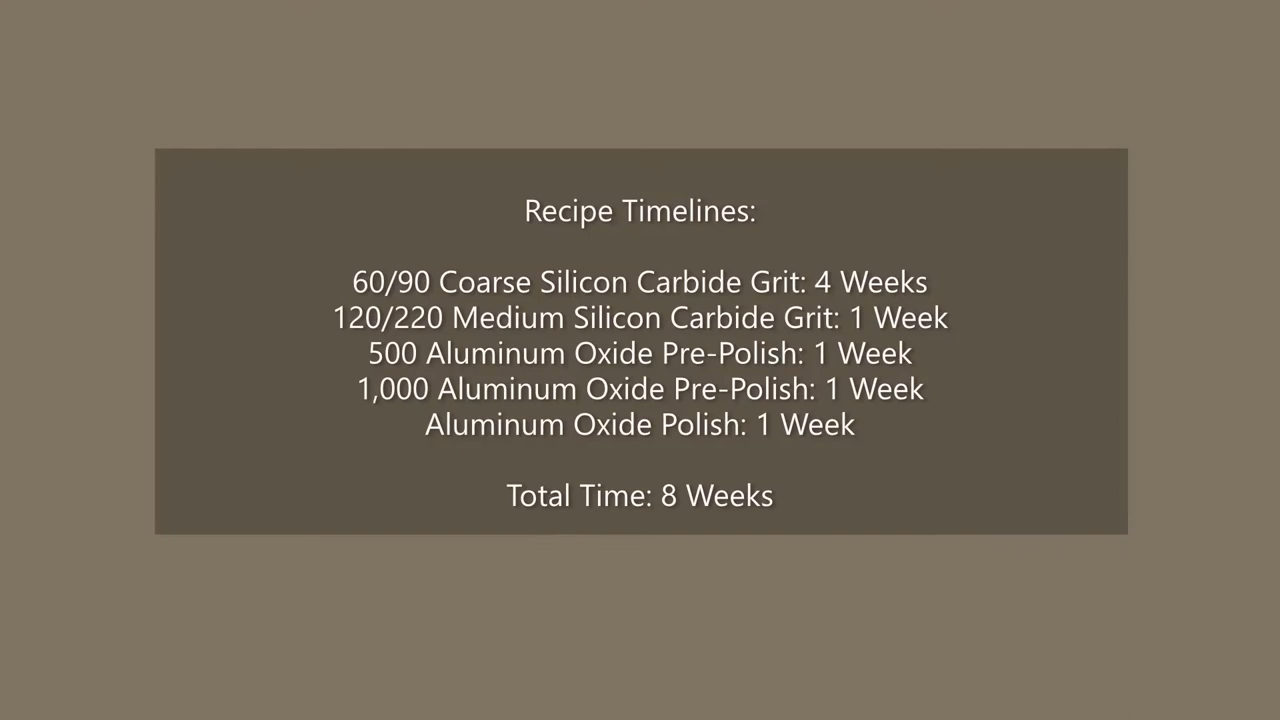 Recipe Timelines:
60/90 Coarse Silicon Carbide Grit: 4 Weeks
120/220 Medium Silicon Carbide Grit: 1 Week
500 Aluminum Oxide Pre-Polish: 1 Week
1,000 Aluminum Oxide Pre-Polish: 1 Week
Aluminum Oxide Polish: 1 Week
Total Time: 8 Weeks